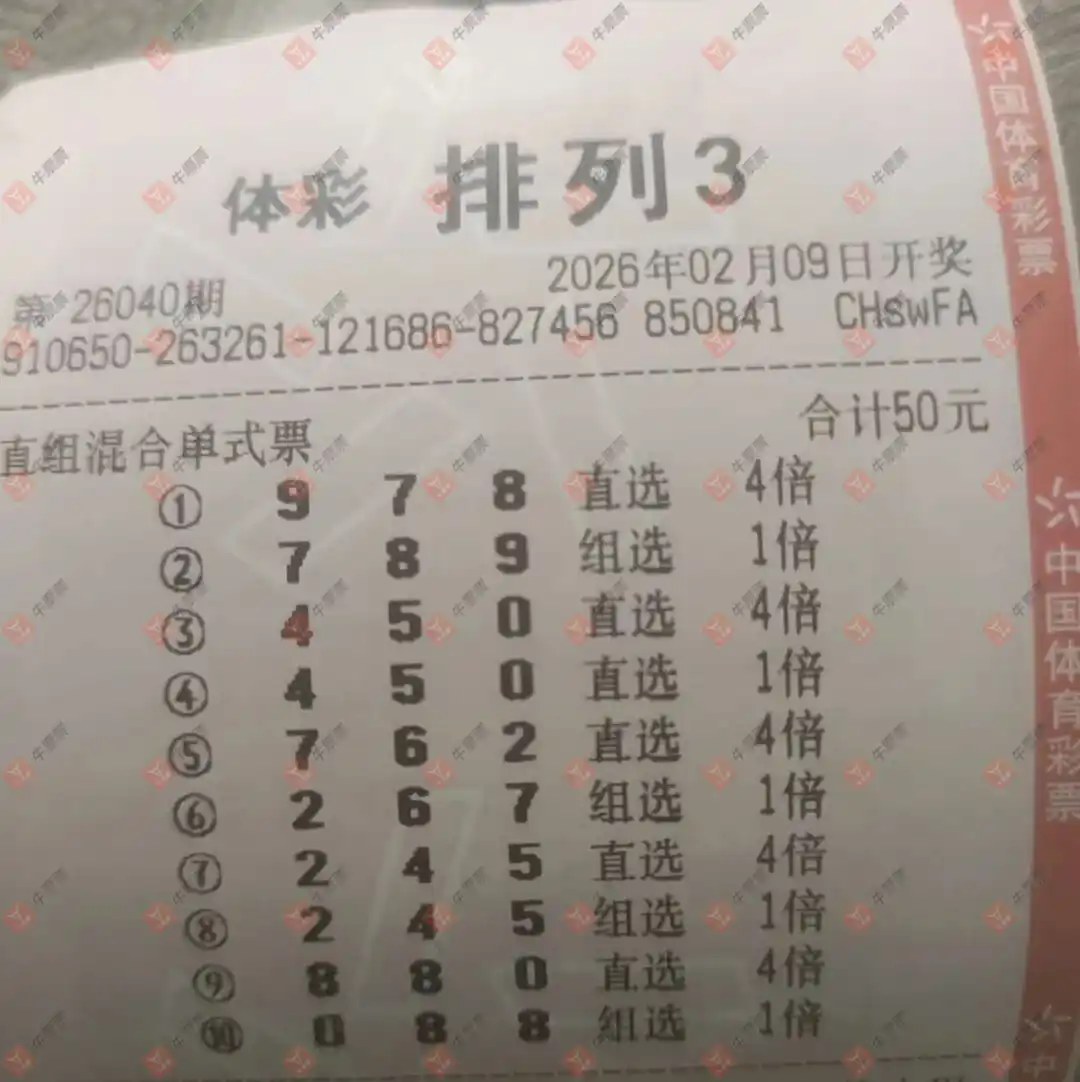 体彩 排列3
第 26040期 2026年02月09日开奖
910650-263261-121686-827456 850841 CHswFA
直组混合单式票 合计50元
① 9 7 8 直选 4倍
② 7 8 9 组选 1倍
③ 4 5 0 直选 4倍
④ 4 5 0 直选 1倍
⑤ 7 6 2 直选 4倍
⑥ 2 6 7 组选 1倍
⑦ 2 4 5 直选 4倍
⑧ 2 4 5 组选 1倍
⑨ 8 8 0 直选 4倍
⑩ 0 8 8 组选 1倍
中国体育彩票
中国体育彩票
中